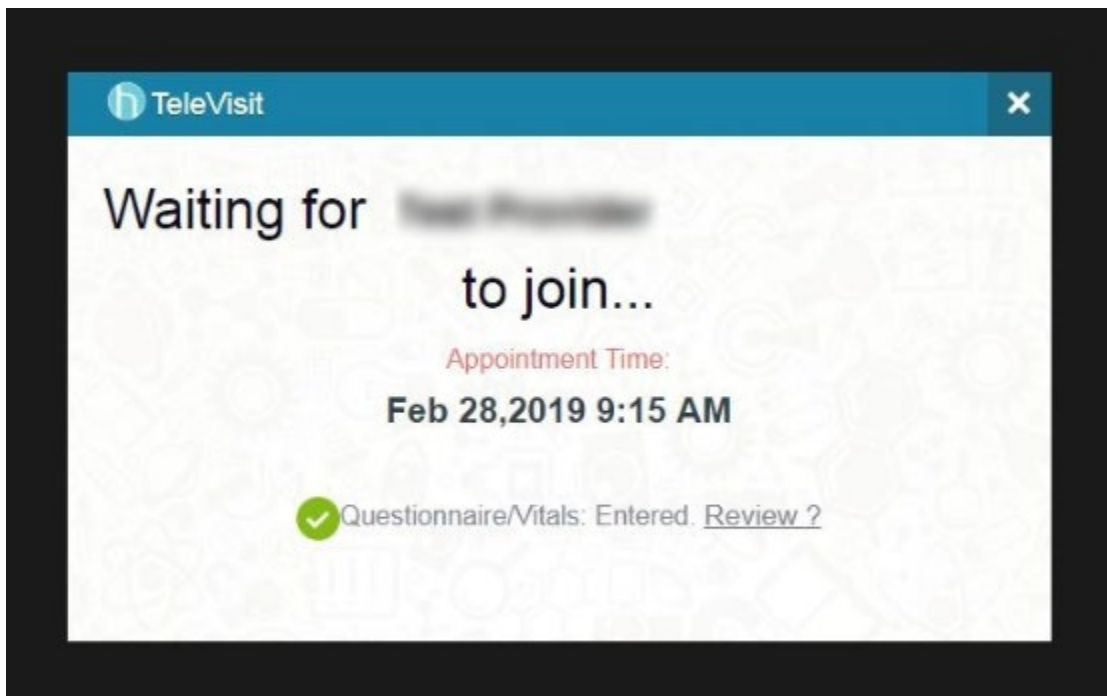 TeleVisit
Waiting for
to join...
Appointment Time:
Feb 28,2019 9:15 AM
Questionnaire/Vitals: Entered. Review ?